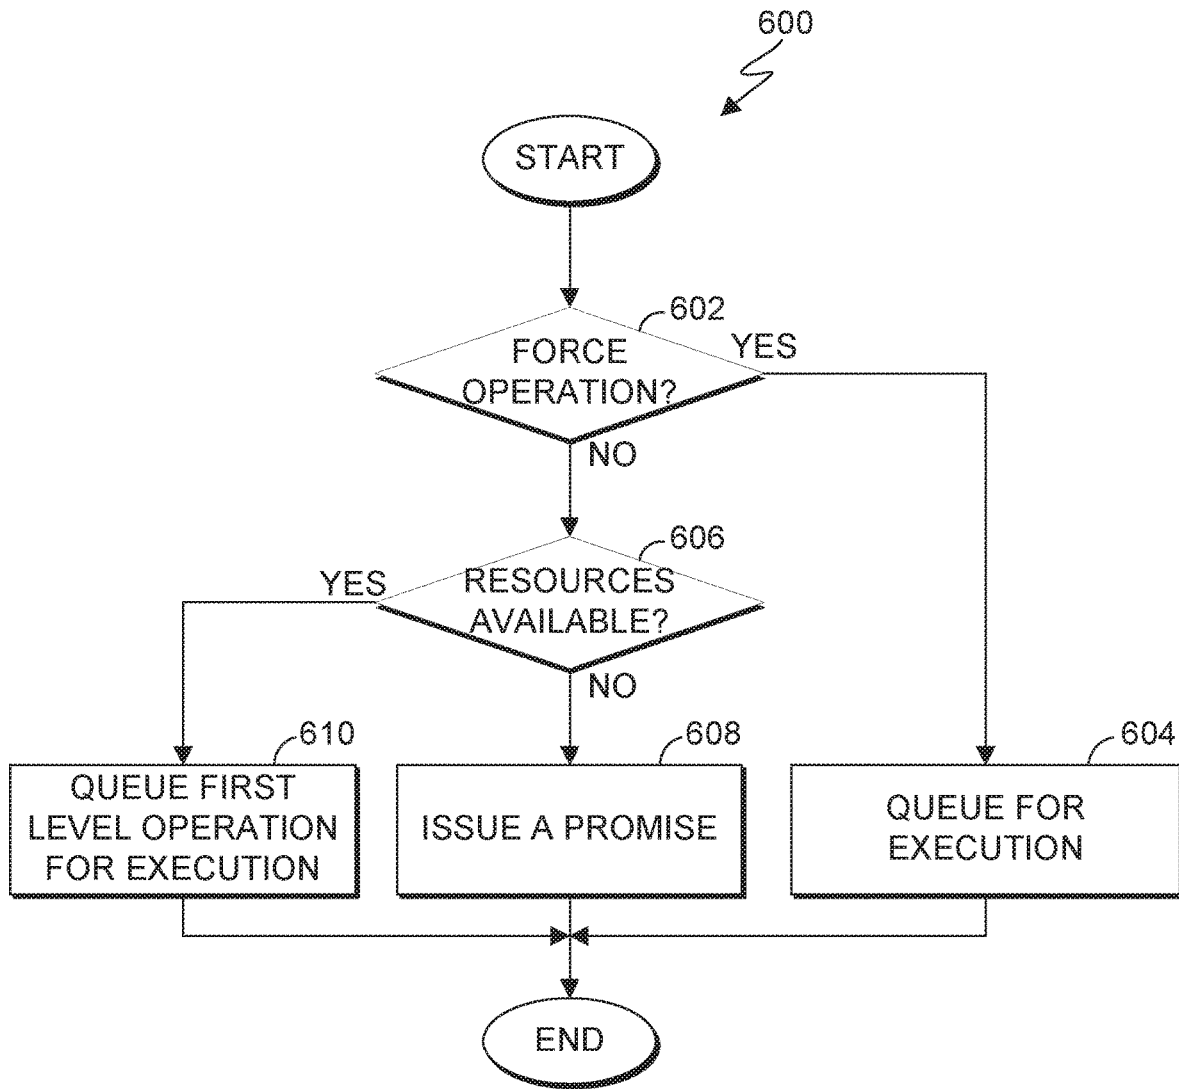 600
START
602
FORCE
OPERATION?
YES
NO
606
YES
RESOURCES
AVAILABLE?
NO
610
QUEUE FIRST
LEVEL OPERATION
FOR EXECUTION
608
ISSUE A PROMISE
604
QUEUE FOR
EXECUTION
END